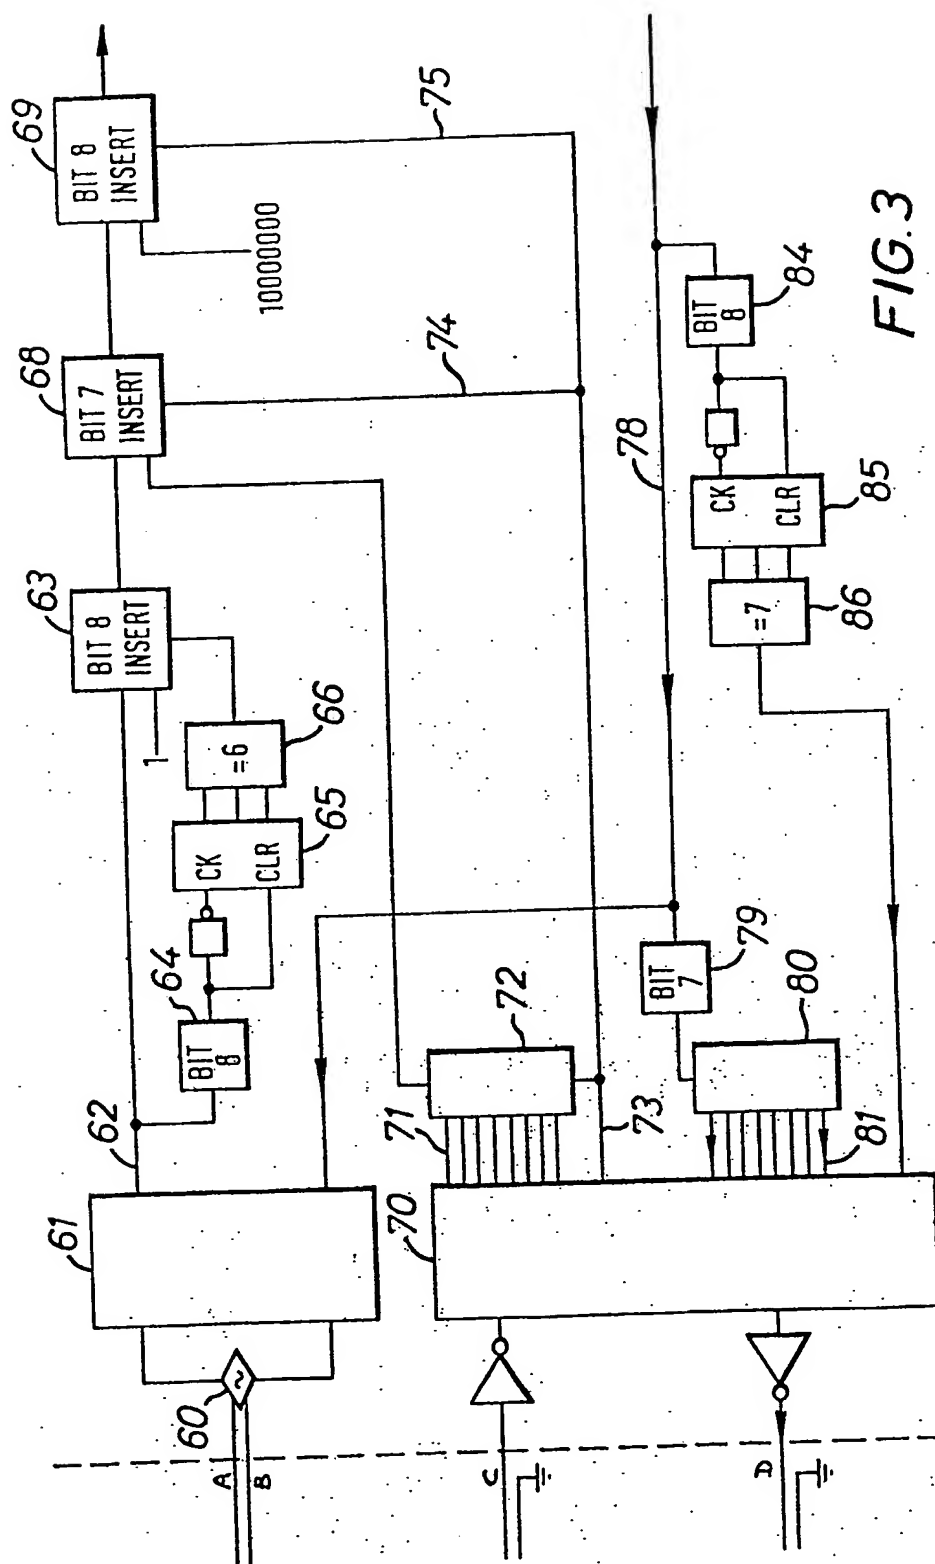 69
BIT 8
INSERT
75
10000000
68
BIT 7
INSERT
74
63
BIT 8
INSERT
1
=6
66
CK
CLR
65
64
BIT
8
62
61
60
~
A
B
78
BIT
8
84
CK
CLR
85
=7
86
72
71
73
70
BIT
7
79
80
81
C
D
FIG.3